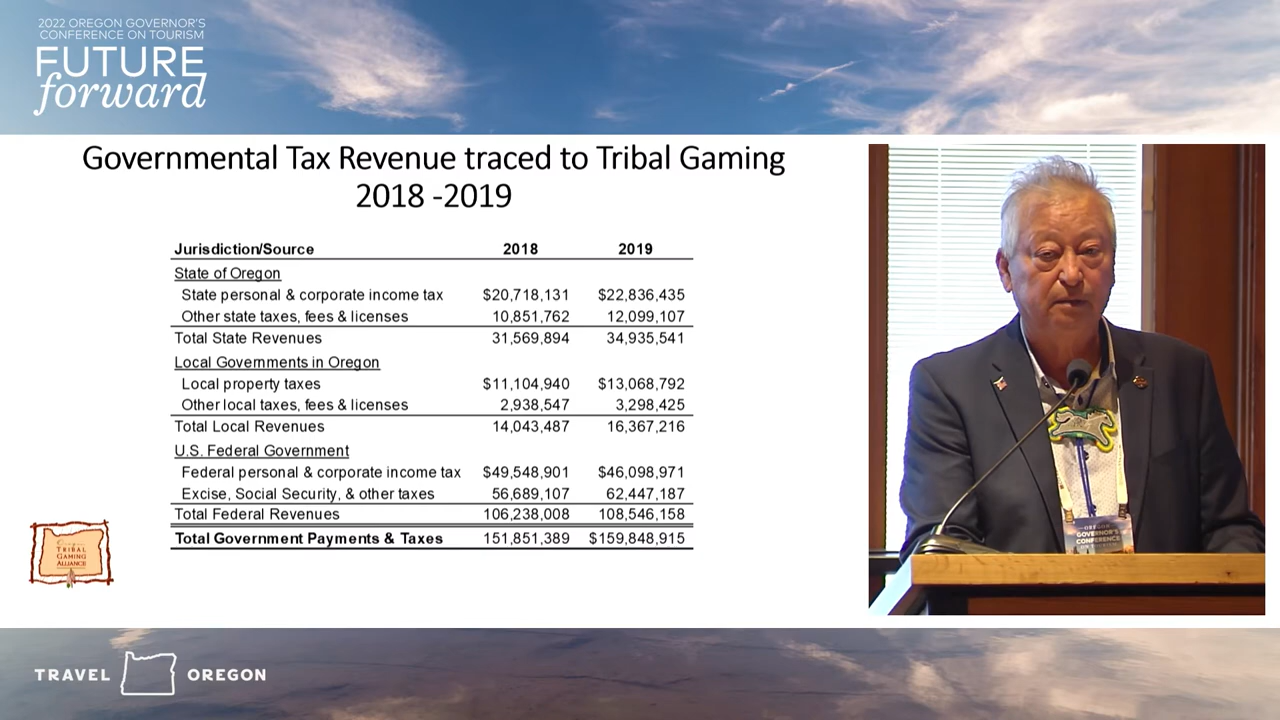 2022 OREGON GOVERNOR'S
CONFERENCE ON TOURISM
FUTURE
forward
Governmental Tax Revenue traced to Tribal Gaming
2018 -2019
Jurisdiction/Source 2018 2019
State of Oregon
State personal & corporate income tax $20,718,131 $22,836,435
Other state taxes, fees & licenses 10,851,762 12,099,107
Total State Revenues 31,569,894 34,935,541
Local Governments in Oregon
Local property taxes $11,104,940 $13,068,792
Other local taxes, fees & licenses 2,938,547 3,298,425
Total Local Revenues 14,043,487 16,367,216
U.S. Federal Government
Federal personal & corporate income tax $49,548,901 $46,098,971
Excise, Social Security, & other taxes 56,689,107 62,447,187
Total Federal Revenues 106,238,008 108,546,158
Total Government Payments & Taxes 151,851,389 $159,848,915
Oregon
TRIBAL
GAMING
ALLIANCE
OREGON
GOVERNOR'S
CONFERENCE
ON TOURISM
TRAVEL OREGON